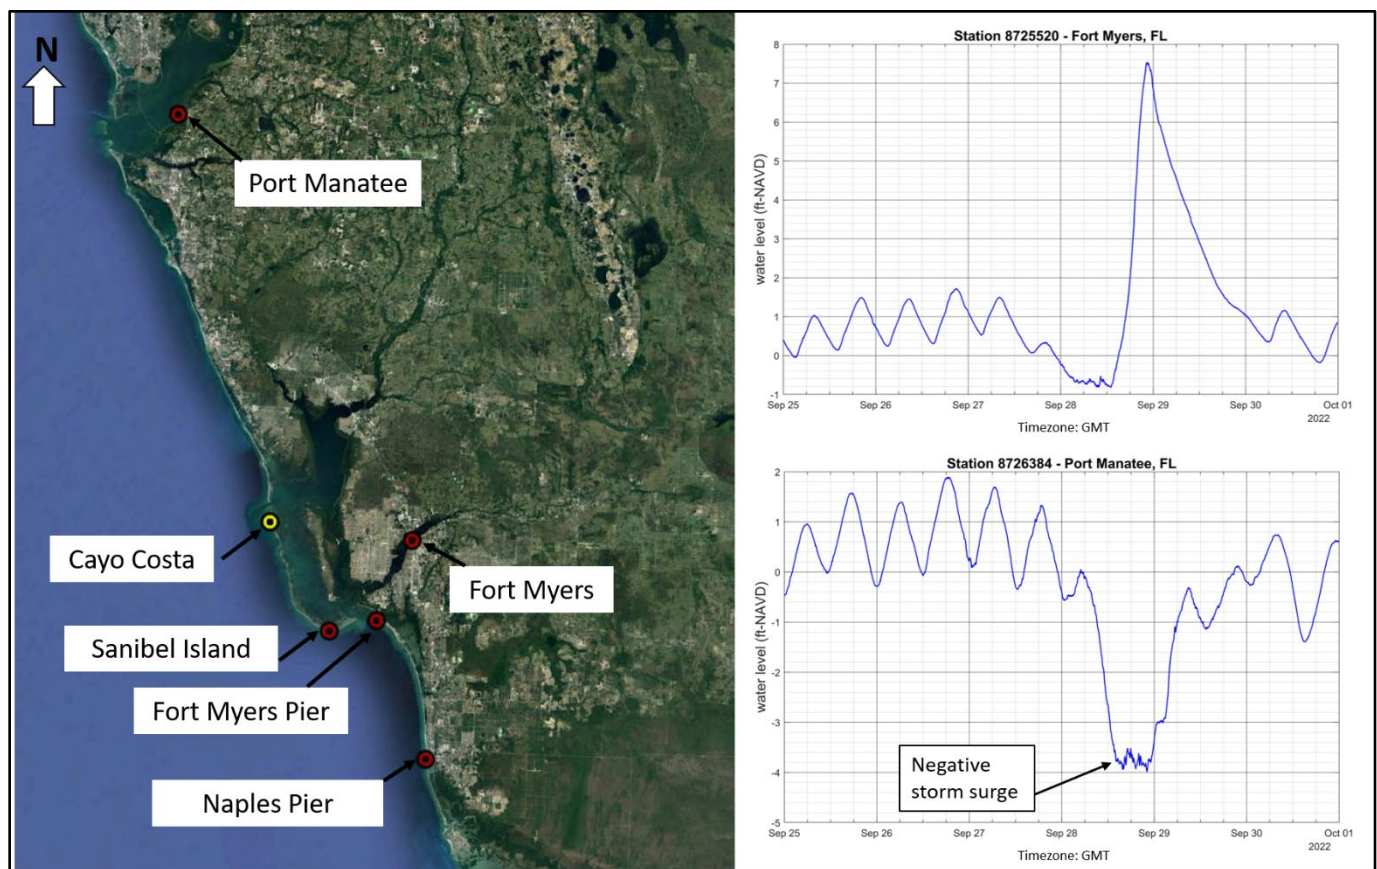 N
Port Manatee
Cayo Costa
Fort Myers
Sanibel Island
Fort Myers Pier
Naples Pier
Station 8725520 - Fort Myers, FL
water level (ft-NAVD)
8
7
6
5
4
3
2
1
0
-1
Sep 25 Sep 26 Sep 27 Sep 28 Sep 29 Sep 30 Oct 01
2022
Timezone: GMT
Station 8726384 - Port Manatee, FL
water level (ft-NAVD)
2
1
0
-1
-2
-3
-4
-5
Negative
storm surge
Sep 25 Sep 26 Sep 27 Sep 28 Sep 29 Sep 30 Oct 01
2022
Timezone: GMT